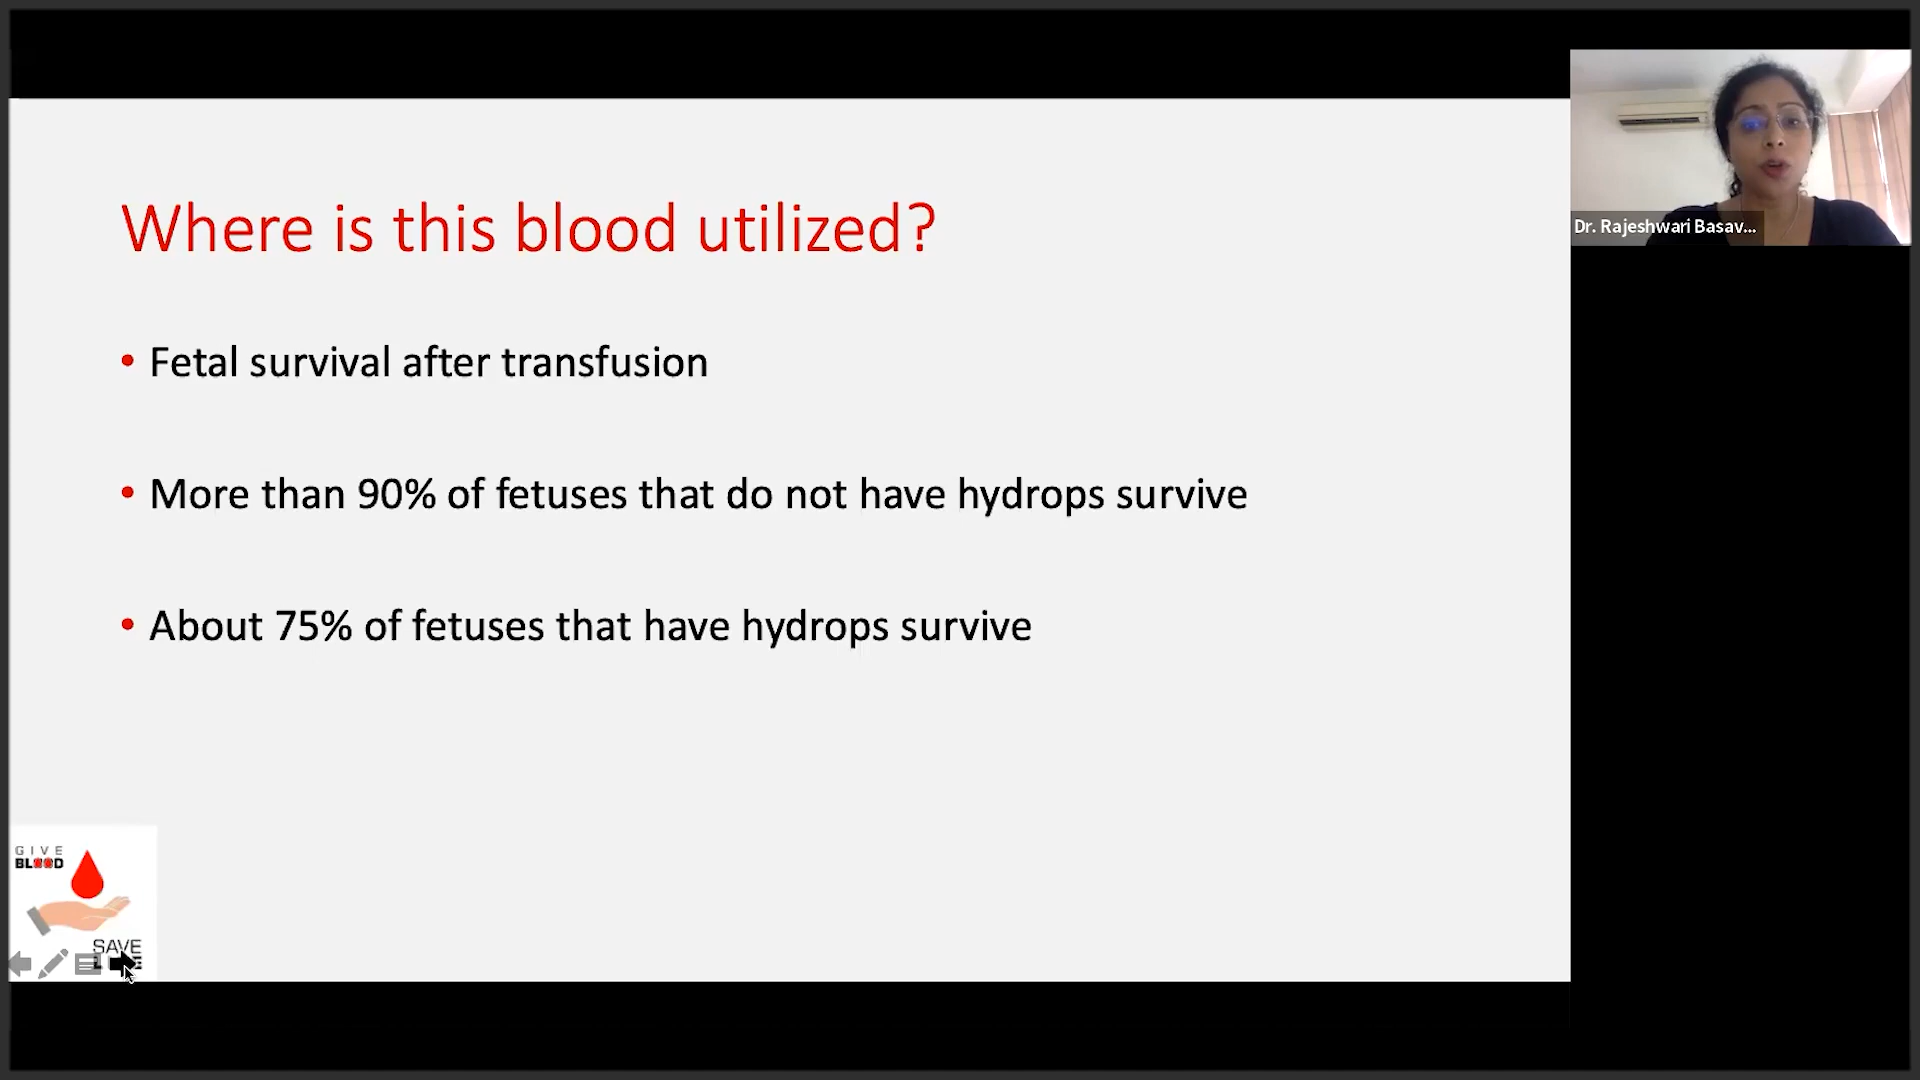 Where is this blood utilized?
• Fetal survival after transfusion
• More than 90% of fetuses that do not have hydrops survive
• About 75% of fetuses that have hydrops survive
Dr. Rajeshwari Basav...
GIVE
BLOOD
SAVE